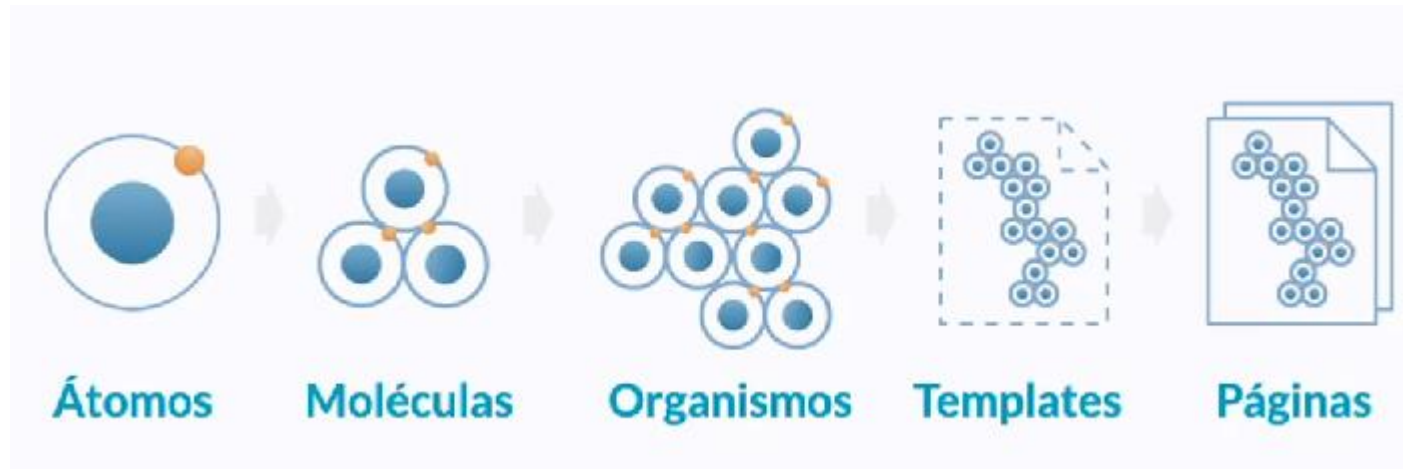 Átomos
Moléculas
Organismos
Templates
Páginas